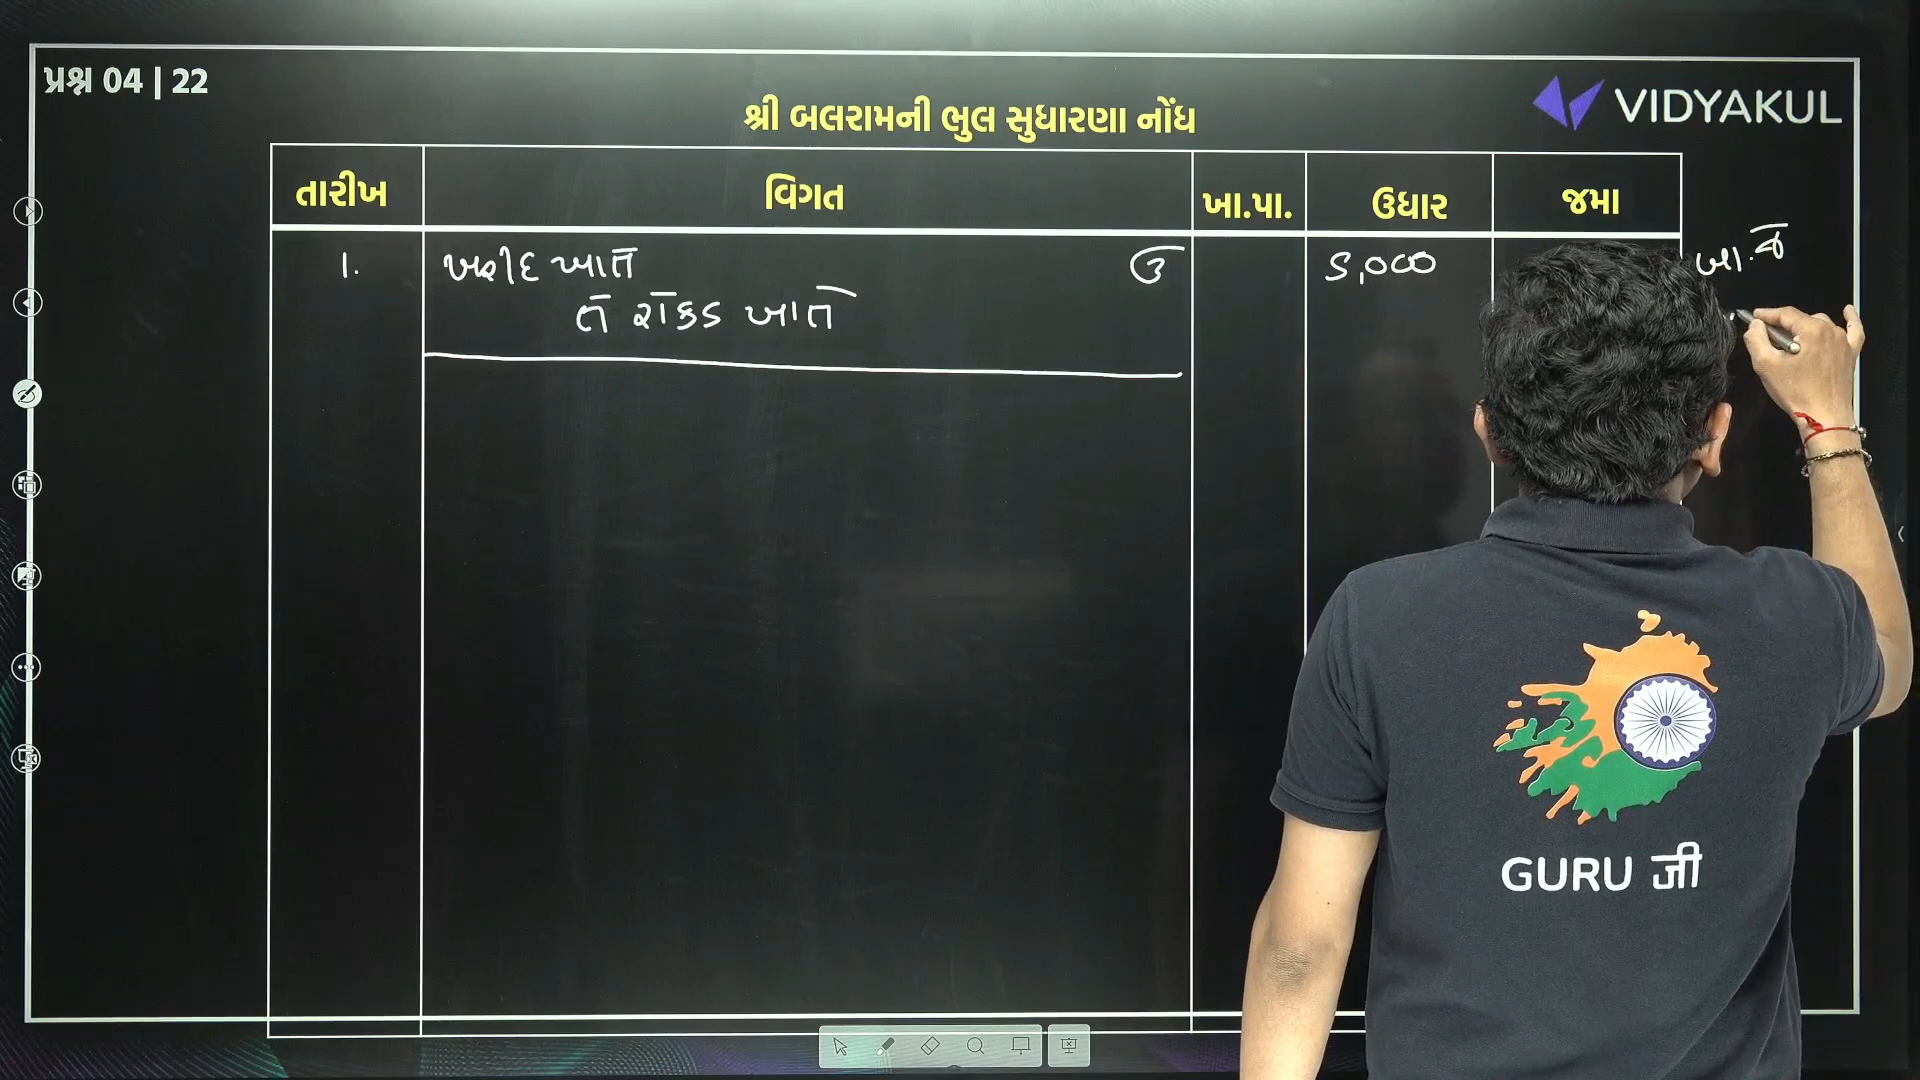 પ્રશ્ન 04 | 22
VIDYAKUL
શ્રી બલરામની ભુલ સુધારણા નોંધ
તારીખ વિગત ખા.પા. ઉધાર જમા
1. ખરીદ ખાતે ઉ 5,000
તે રોકડ ખાતે
GURU जी